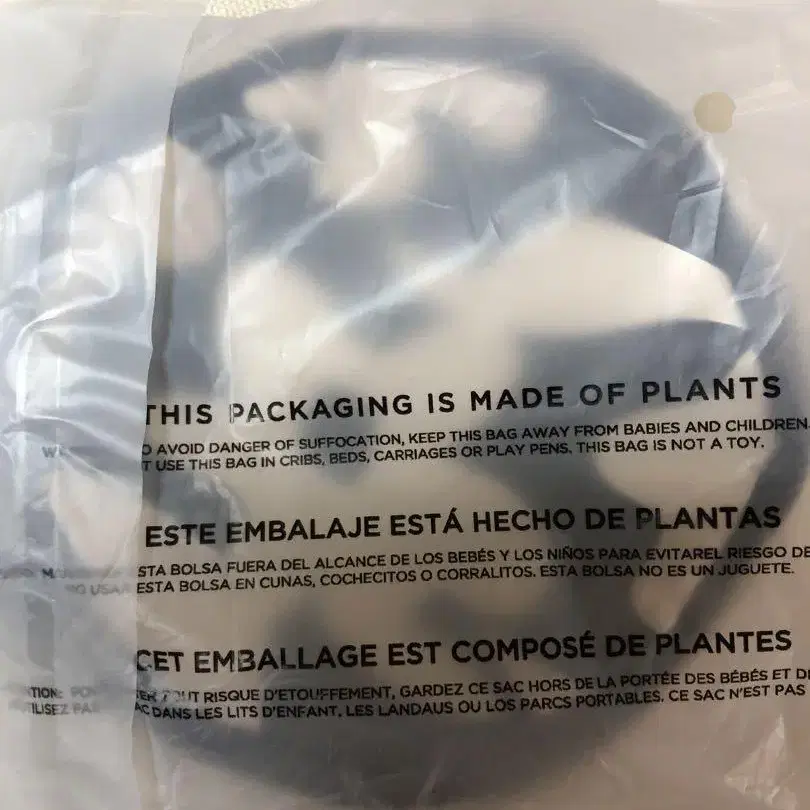 THIS PACKAGING IS MADE OF PLANTS
O AVOID DANGER OF SUFFOCATION, KEEP THIS BAG AWAY FROM BABIES AND CHILDREN.
T USE THIS BAG IN CRIBS, BEDS, CARRIAGES OR PLAY PENS. THIS BAG IS NOT A TOY.
ESTE EMBALAJE ESTÁ HECHO DE PLANTAS
STA BOLSA FUERA DEL ALCANCE DE LOS BEBÉS Y LOS NIÑOS PARA EVITAREL RIESGO DE
ESTA BOLSA EN CUNAS, COCHECITOS O CORRALITOS. ESTA BOLSA NO ES UN JUGUETE.
CET EMBALLAGE EST COMPOSÉ DE PLANTES
TOUT RISQUE D'ETOUFFEMENT, GARDEZ CE SAC HORS DE LA PORTÉE DES BÉBÉS ET
DANS LES LITS D'ENFANT, LES LANDAUS OU LOS PARCS PORTABLES. CE SAC N'EST PAS